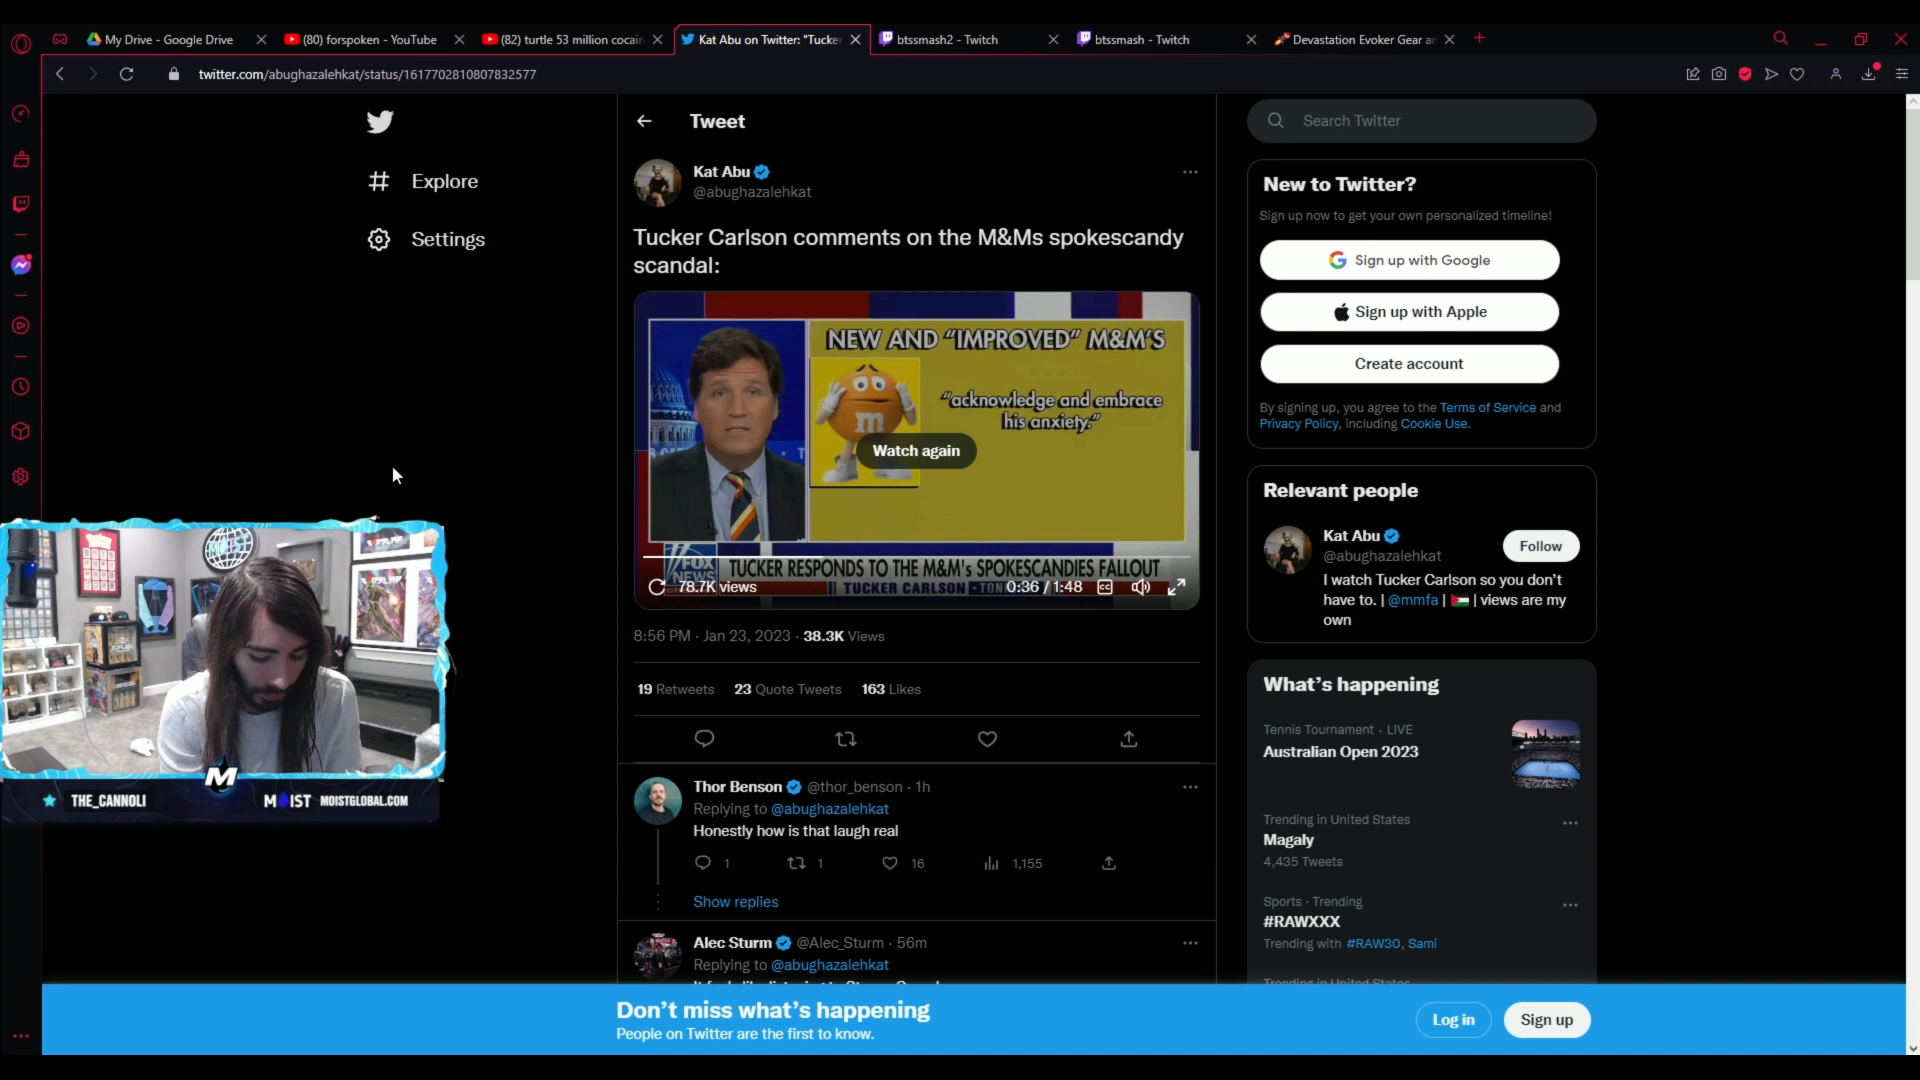 My Drive - Google Drive
(80) forspoken - YouTube
(82) turtle 53 million cocain
Kat Abu on Twitter: "Tucke
btssmash2 - Twitch
btssmash - Twitch
Devastation Evoker Gear a
twitter.com/abughazalehkat/status/1617702810807832577
Explore
Settings
Tweet
Kat Abu
@abughazalehkat
Tucker Carlson comments on the M&Ms spokescandy
scandal:
NEW AND "IMPROVED" M&M'S
"acknowledge and embrace
his anxiety."
m
Watch again
FOX
NEWS
TUCKER RESPONDS TO THE M&M's SPOKESCANDIES FALLOUT
TUCKER CARLSON
78.7K views
0:36 / 1:48
8:56 PM · Jan 23, 2023 · 38.3K Views
19 Retweets 23 Quote Tweets 163 Likes
Thor Benson @thor_benson · 1h
Replying to @abughazalehkat
Honestly how is that laugh real
1 1 16 1,155
Show replies
Alec Sturm @Alec_Sturm · 56m
Replying to @abughazalehkat
Search Twitter
New to Twitter?
Sign up now to get your own personalized timeline!
Sign up with Google
Sign up with Apple
Create account
By signing up, you agree to the Terms of Service and
Privacy Policy, including Cookie Use.
Relevant people
Kat Abu
@abughazalehkat
Follow
I watch Tucker Carlson so you don't
have to. | @mmfa | 🇵🇸 | views are my
own
What's happening
Tennis Tournament · LIVE
Australian Open 2023
Trending in United States
Magaly
4,435 Tweets
Sports · Trending
#RAWXXX
Trending with #RAW30, Sami
Trending in United States
MOIST
M
THE_CANNOLI
MOIST
MOISTGLOBAL.COM
Don't miss what's happening
People on Twitter are the first to know.
Log in
Sign up